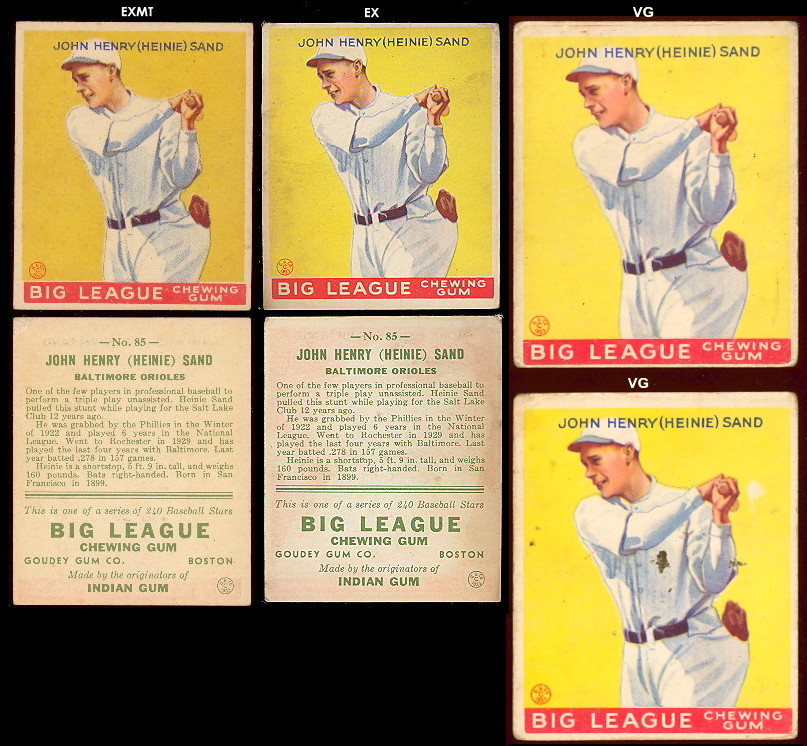 EXMT
JOHN HENRY (HEINIE) SAND
BIG LEAGUE CHEWING GUM
EX
JOHN HENRY (HEINIE) SAND
BIG LEAGUE CHEWING GUM
VG
JOHN HENRY (HEINIE) SAND
BIG LEAGUE CHEWING GUM
— No. 85 —
JOHN HENRY (HEINIE) SAND
BALTIMORE ORIOLES
One of the few players in professional baseball to
perform a triple play unassisted. Heinie Sand
pulled this stunt while playing for the Salt Lake
Club 12 years ago.
He was grabbed by the Phillies in the Winter
of 1922 and played 6 years in the National
League. Went to Rochester in 1929 and has
played the last four years with Baltimore. Last
year batted .278 in 157 games.
Heinie is a shortstop, 5 ft. 9 in. tall, and weighs
160 pounds. Bats right-handed. Born in San
Francisco in 1899.
This is one of a series of 240 Baseball Stars
BIG LEAGUE
CHEWING GUM
GOUDEY GUM CO. BOSTON
Made by the originators of
INDIAN GUM
— No. 85 —
JOHN HENRY (HEINIE) SAND
BALTIMORE ORIOLES
One of the few players in professional baseball to
perform a triple play unassisted. Heinie Sand
pulled this stunt while playing for the Salt Lake
Club 12 years ago.
He was grabbed by the Phillies in the Winter
of 1922 and played 6 years in the National
League. Went to Rochester in 1929 and has
played the last four years with Baltimore. Last
year batted .278 in 157 games.
Heinie is a shortstop, 5 ft. 9 in. tall, and weighs
160 pounds. Bats right-handed. Born in San
Francisco in 1899.
This is one of a series of 240 Baseball Stars
BIG LEAGUE
CHEWING GUM
GOUDEY GUM CO. BOSTON
Made by the originators of
INDIAN GUM
VG
JOHN HENRY (HEINIE) SAND
BIG LEAGUE CHEWING GUM